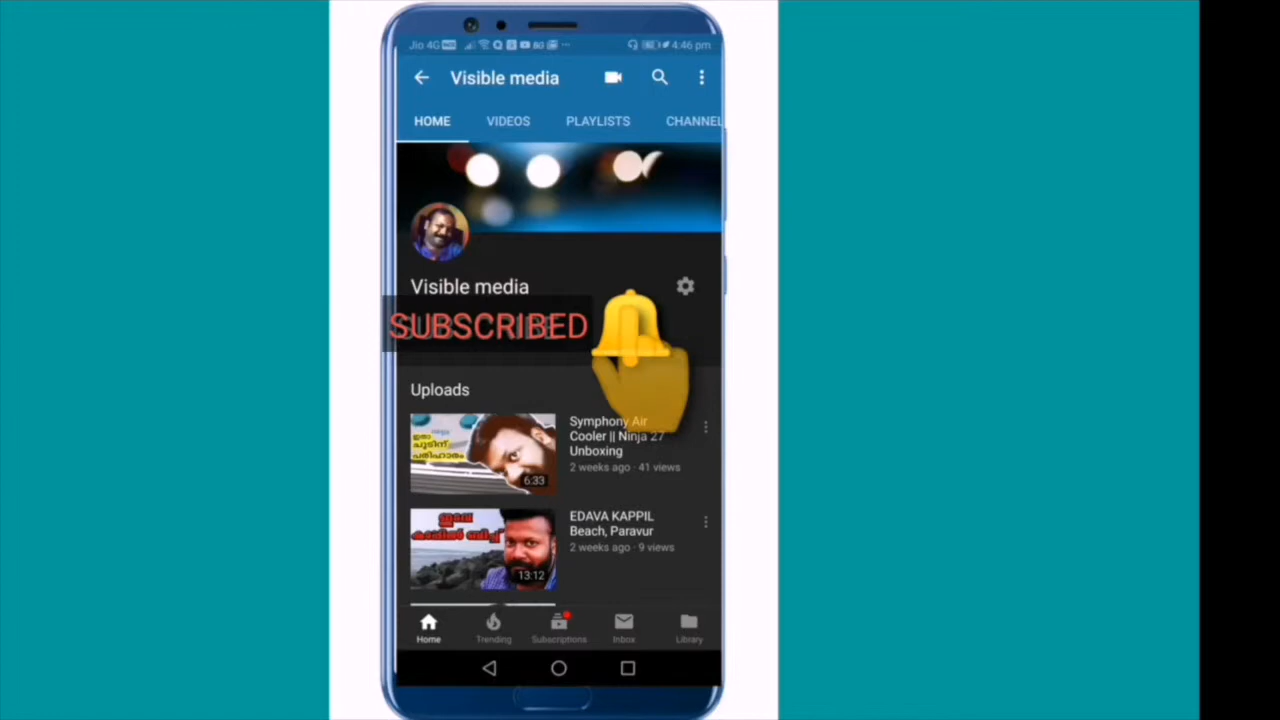 Jio 4G 4:46 pm
Visible media
HOME VIDEOS PLAYLISTS CHANNEL
Visible media
SUBSCRIBED
Uploads
ഇതാ
ചൂടിന്
പരിഹാരം
6:33
Symphony Air
Cooler || Ninja 27
Unboxing
2 weeks ago · 41 views
13:12
EDAVA KAPPIL
Beach, Paravur
2 weeks ago · 9 views
Home Trending Subscriptions Inbox Library